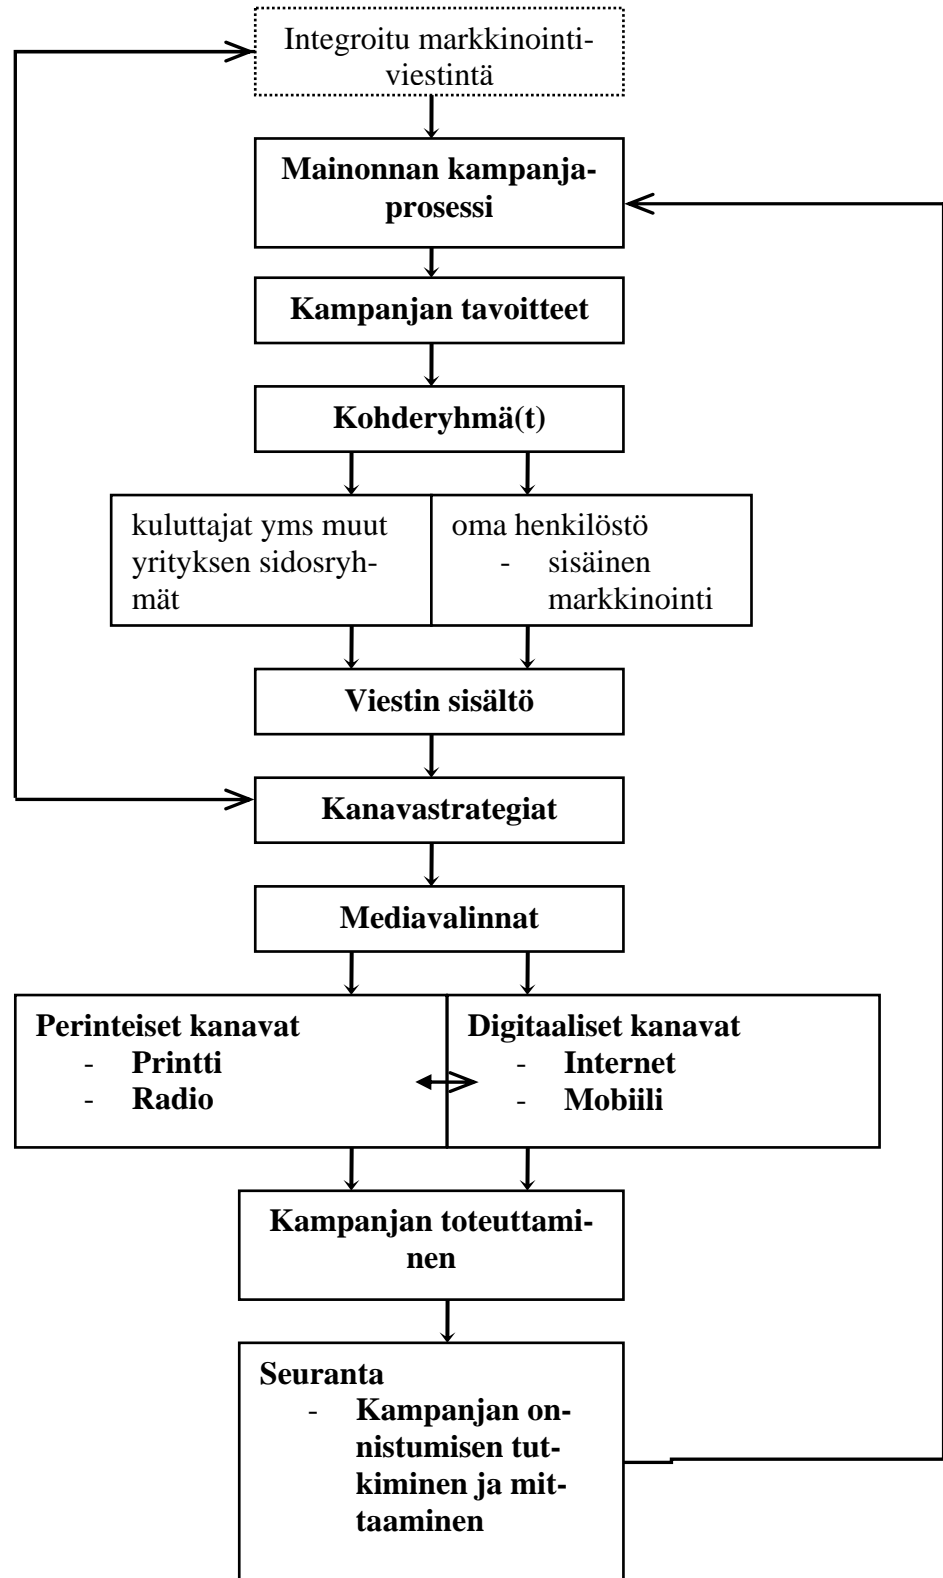 Integroitu markkinointi-
viestintä
Mainonnan kampanja-
prosessi
Kampanjan tavoitteet
Kohderyhmä(t)
kuluttajat yms muut
yrityksen sidosryh-
mät
oma henkilöstö
- sisäinen
markkinointi
Viestin sisältö
Kanavastrategiat
Mediavalinnat
Perinteiset kanavat
- Printti
- Radio
Digitaaliset kanavat
- Internet
- Mobiili
Kampanjan toteuttami-
nen
Seuranta
- Kampanjan on-
nistumisen tut-
kiminen ja mit-
taaminen